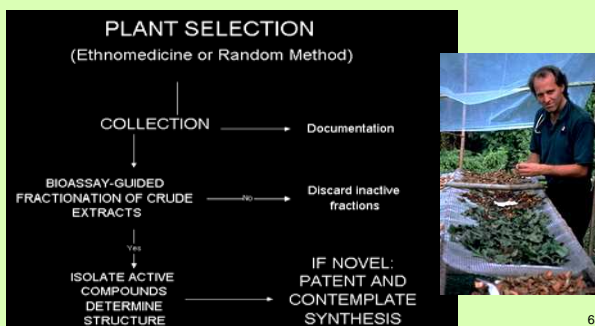 PLANT SELECTION
(Ethnomedicine or Random Method)
COLLECTION
Documentation
BIOASSAY-GUIDED
FRACTIONATION OF CRUDE
EXTRACTS
No
Discard inactive
fractions
Yes
ISOLATE ACTIVE
COMPOUNDS
DETERMINE
STRUCTURE
IF NOVEL:
PATENT AND
CONTEMPLATE
SYNTHESIS
6